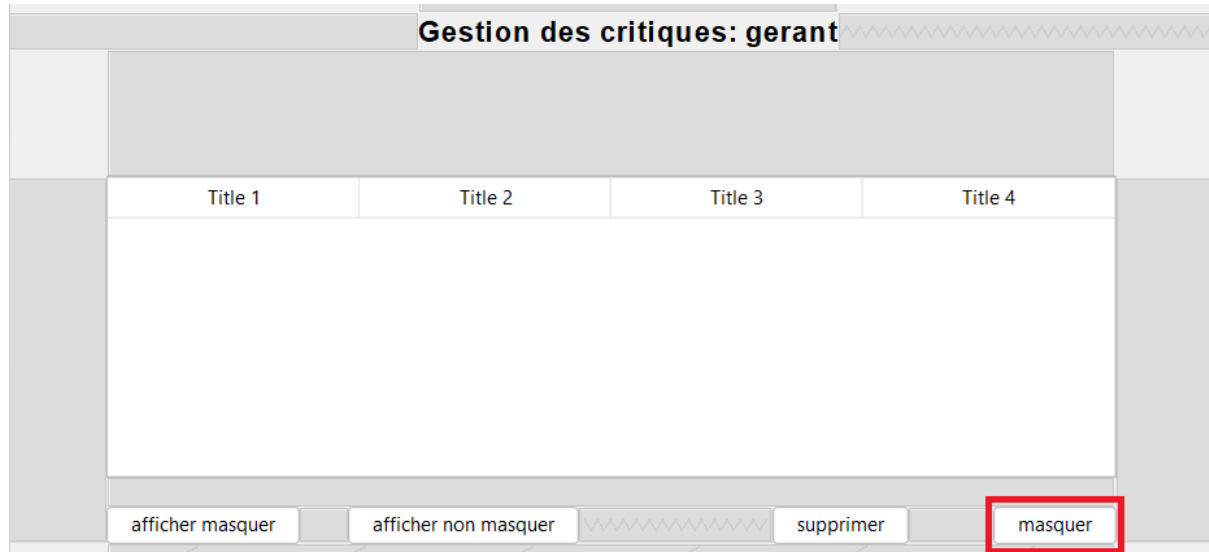 Gestion des critiques: gerant
Title 1 Title 2 Title 3 Title 4
afficher masquer afficher non masquer supprimer masquer